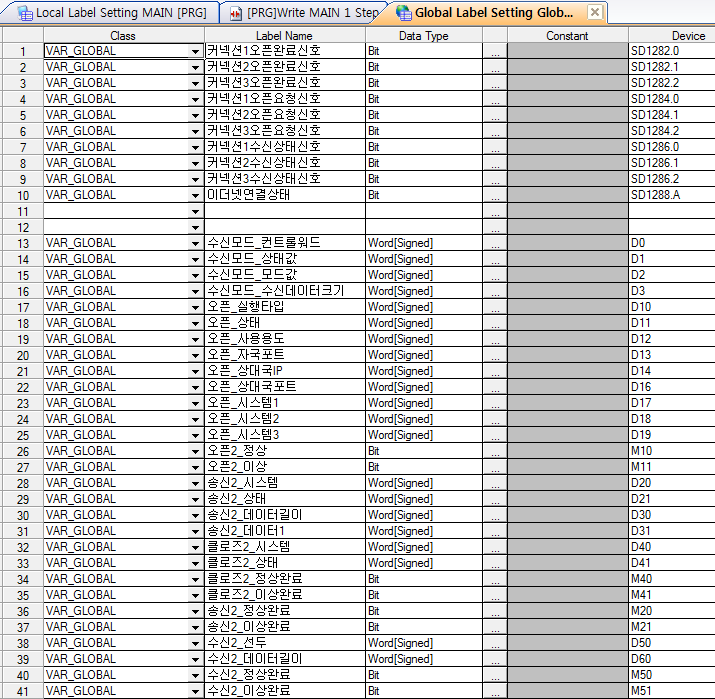 Local Label Setting MAIN [PRG] [PRG]Write MAIN 1 Step Global Label Setting Glob...
Class Label Name Data Type Constant Device
1 VAR_GLOBAL 커넥션1오픈완료신호 Bit ... SD1282.0
2 VAR_GLOBAL 커넥션2오픈완료신호 Bit ... SD1282.1
3 VAR_GLOBAL 커넥션3오픈완료신호 Bit ... SD1282.2
4 VAR_GLOBAL 커넥션1오픈요청신호 Bit ... SD1284.0
5 VAR_GLOBAL 커넥션2오픈요청신호 Bit ... SD1284.1
6 VAR_GLOBAL 커넥션3오픈요청신호 Bit ... SD1284.2
7 VAR_GLOBAL 커넥션1수신상태신호 Bit ... SD1286.0
8 VAR_GLOBAL 커넥션2수신상태신호 Bit ... SD1286.1
9 VAR_GLOBAL 커넥션3수신상태신호 Bit ... SD1286.2
10 VAR_GLOBAL 이더넷연결상태 Bit ... SD1288.A
11 ...
12 ...
13 VAR_GLOBAL 수신모드_컨트롤워드 Word[Signed] ... D0
14 VAR_GLOBAL 수신모드_상태값 Word[Signed] ... D1
15 VAR_GLOBAL 수신모드_모드값 Word[Signed] ... D2
16 VAR_GLOBAL 수신모드_수신데이터크기 Word[Signed] ... D3
17 VAR_GLOBAL 오픈_실행타입 Word[Signed] ... D10
18 VAR_GLOBAL 오픈_상태 Word[Signed] ... D11
19 VAR_GLOBAL 오픈_사용용도 Word[Signed] ... D12
20 VAR_GLOBAL 오픈_자국포트 Word[Signed] ... D13
21 VAR_GLOBAL 오픈_상대국IP Word[Signed] ... D14
22 VAR_GLOBAL 오픈_상대국포트 Word[Signed] ... D16
23 VAR_GLOBAL 오픈_시스템1 Word[Signed] ... D17
24 VAR_GLOBAL 오픈_시스템2 Word[Signed] ... D18
25 VAR_GLOBAL 오픈_시스템3 Word[Signed] ... D19
26 VAR_GLOBAL 오픈2_정상 Bit ... M10
27 VAR_GLOBAL 오픈2_이상 Bit ... M11
28 VAR_GLOBAL 송신2_시스템 Word[Signed] ... D20
29 VAR_GLOBAL 송신2_상태 Word[Signed] ... D21
30 VAR_GLOBAL 송신2_데이터길이 Word[Signed] ... D30
31 VAR_GLOBAL 송신2_데이터1 Word[Signed] ... D31
32 VAR_GLOBAL 클로즈2_시스템 Word[Signed] ... D40
33 VAR_GLOBAL 클로즈2_상태 Word[Signed] ... D41
34 VAR_GLOBAL 클로즈2_정상완료 Bit ... M40
35 VAR_GLOBAL 클로즈2_이상완료 Bit ... M41
36 VAR_GLOBAL 송신2_정상완료 Bit ... M20
37 VAR_GLOBAL 송신2_이상완료 Bit ... M21
38 VAR_GLOBAL 수신2_선두 Word[Signed] ... D50
39 VAR_GLOBAL 수신2_데이터길이 Word[Signed] ... D60
40 VAR_GLOBAL 수신2_정상완료 Bit ... M50
41 VAR_GLOBAL 수신2_이상완료 Bit ... M51